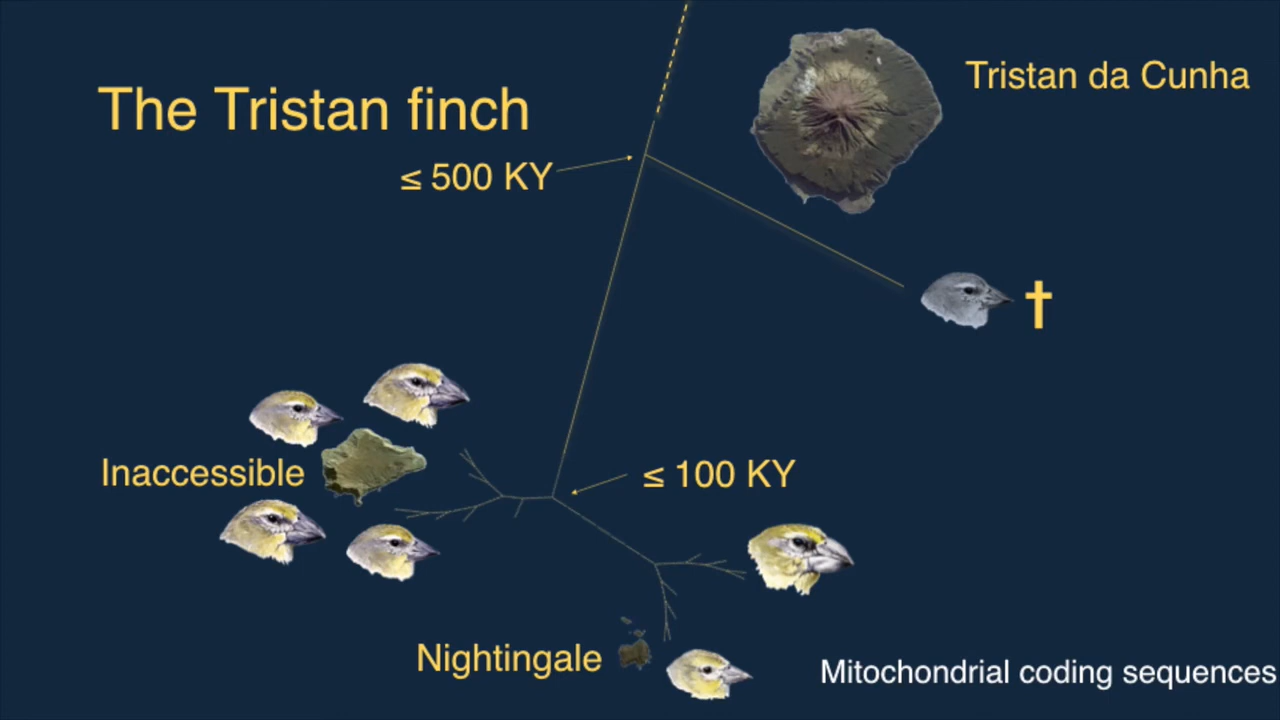 Tristan da Cunha
The Tristan finch
≤ 500 KY
†
Inaccessible
≤ 100 KY
Nightingale
Mitochondrial coding sequences